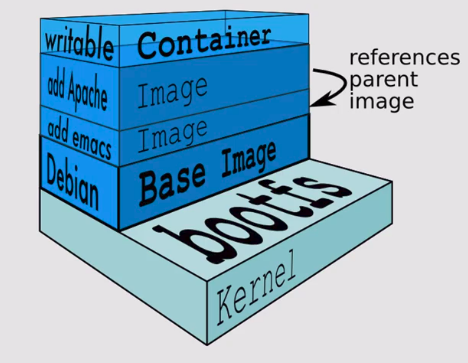 writable Container
add Apache Image
add emacs Image
Debian Base Image
references
parent
image
bootfs
Kernel